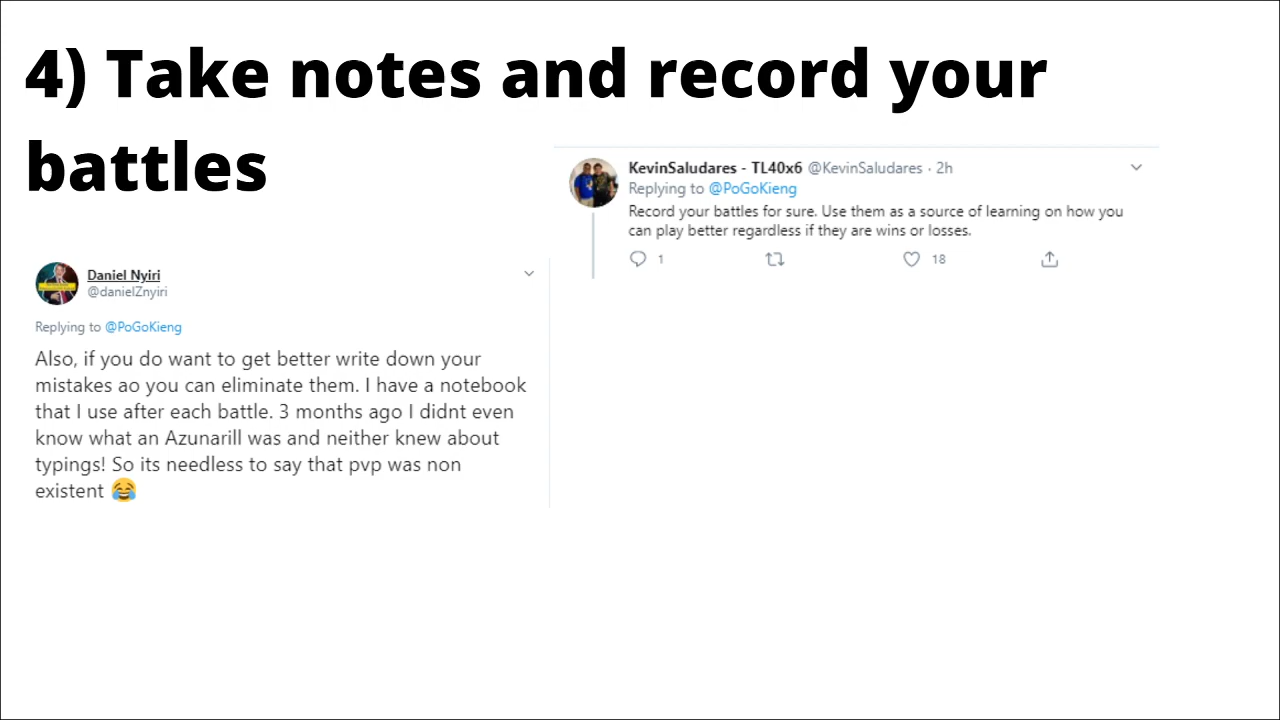 4) Take notes and record your
battles
KevinSaludares - TL40x6 @KevinSaludares · 2h
Replying to @PoGoKieng
Record your battles for sure. Use them as a source of learning on how you
can play better regardless if they are wins or losses.
1 18
Daniel Nyiri
@danielZnyiri
Replying to @PoGoKieng
Also, if you do want to get better write down your
mistakes ao you can eliminate them. I have a notebook
that I use after each battle. 3 months ago I didnt even
know what an Azunarill was and neither knew about
typings! So its needless to say that pvp was non
existent 😂